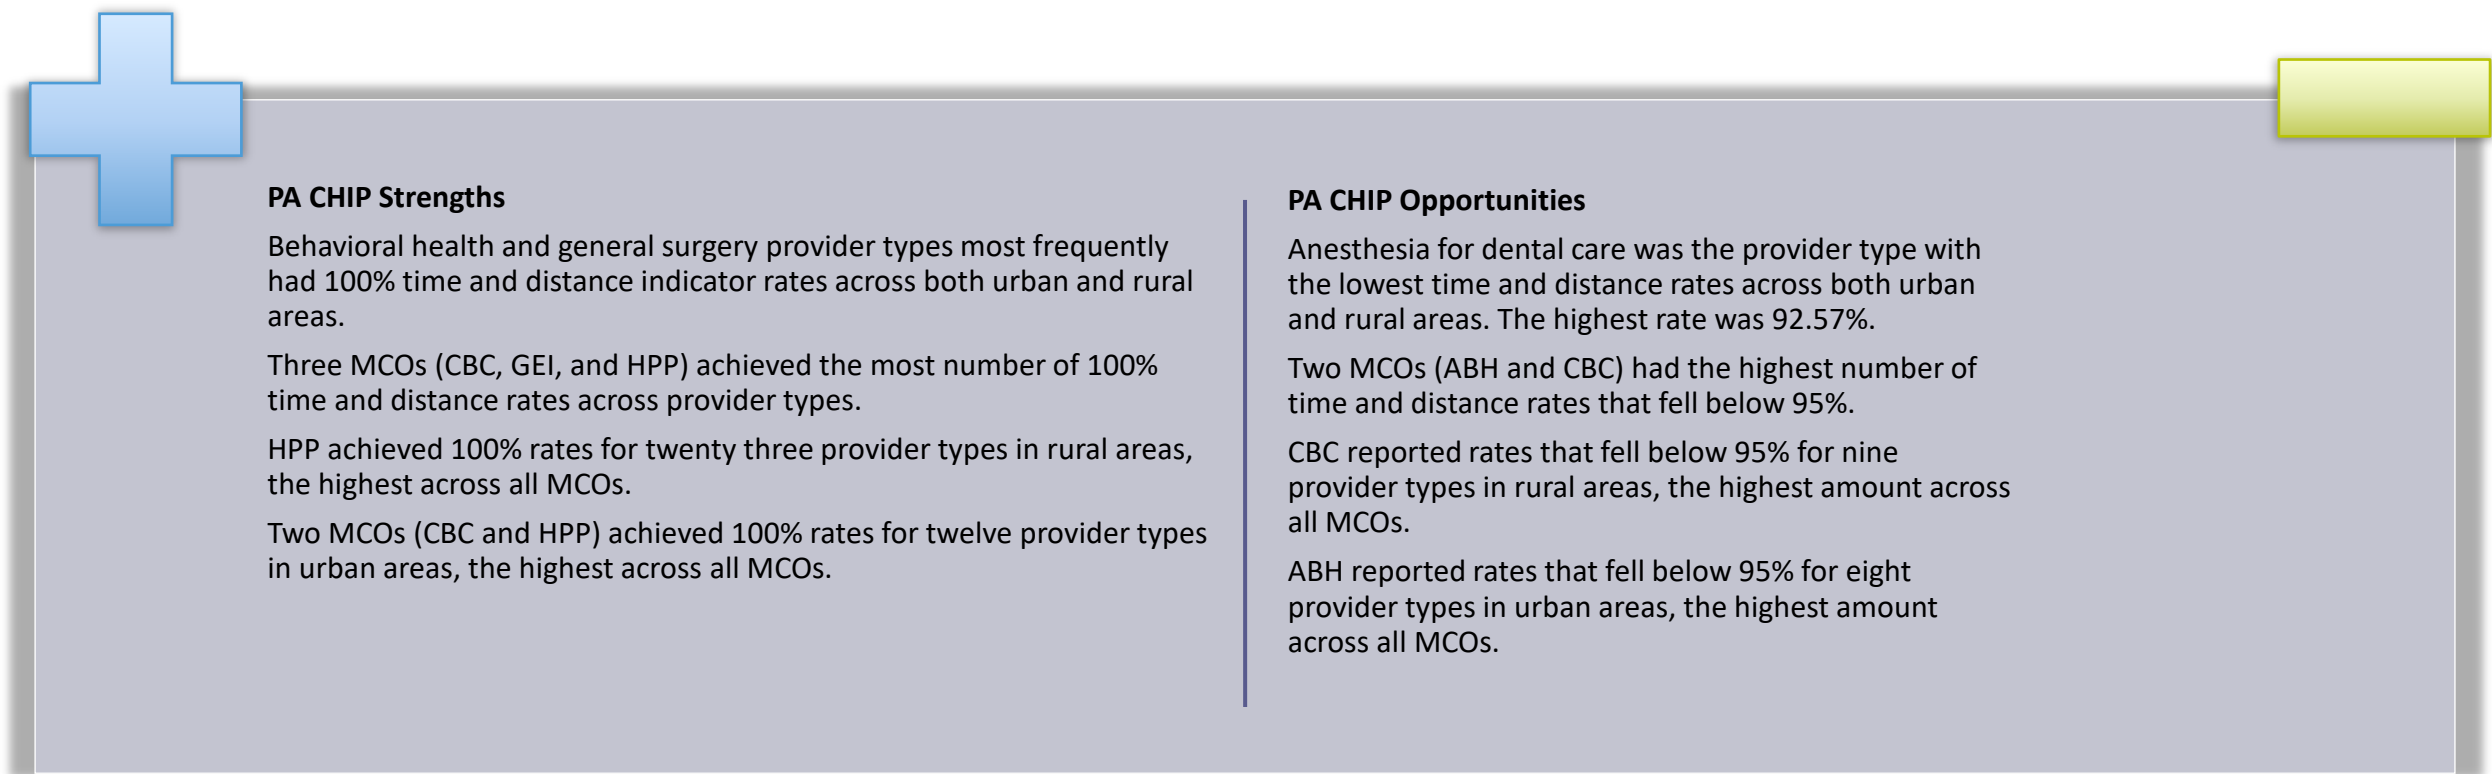 PA CHIP Strengths
Behavioral health and general surgery provider types most frequently
had 100% time and distance indicator rates across both urban and rural
areas.
Three MCOs (CBC, GEI, and HPP) achieved the most number of 100%
time and distance rates across provider types.
HPP achieved 100% rates for twenty three provider types in rural areas,
the highest across all MCOs.
Two MCOs (CBC and HPP) achieved 100% rates for twelve provider types
in urban areas, the highest across all MCOs.
PA CHIP Opportunities
Anesthesia for dental care was the provider type with
the lowest time and distance rates across both urban
and rural areas. The highest rate was 92.57%.
Two MCOs (ABH and CBC) had the highest number of
time and distance rates that fell below 95%.
CBC reported rates that fell below 95% for nine
provider types in rural areas, the highest amount across
all MCOs.
ABH reported rates that fell below 95% for eight
provider types in urban areas, the highest amount
across all MCOs.